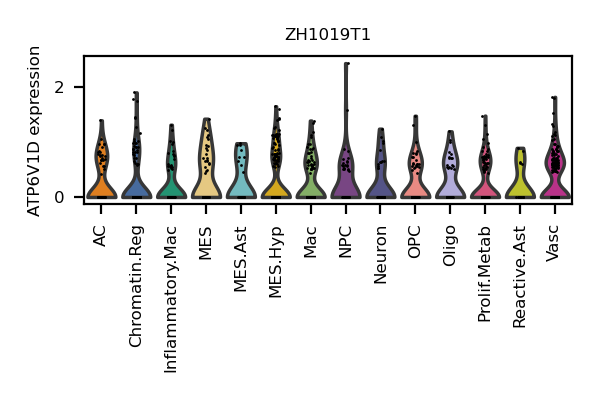 ZH1019T1
ATP6V1D expression
2
0
AC
Chromatin.Reg
Inflammatory.Mac
MES
MES.Ast
MES.Hyp
Mac
NPC
Neuron
OPC
Oligo
Prolif.Metab
Reactive.Ast
Vasc